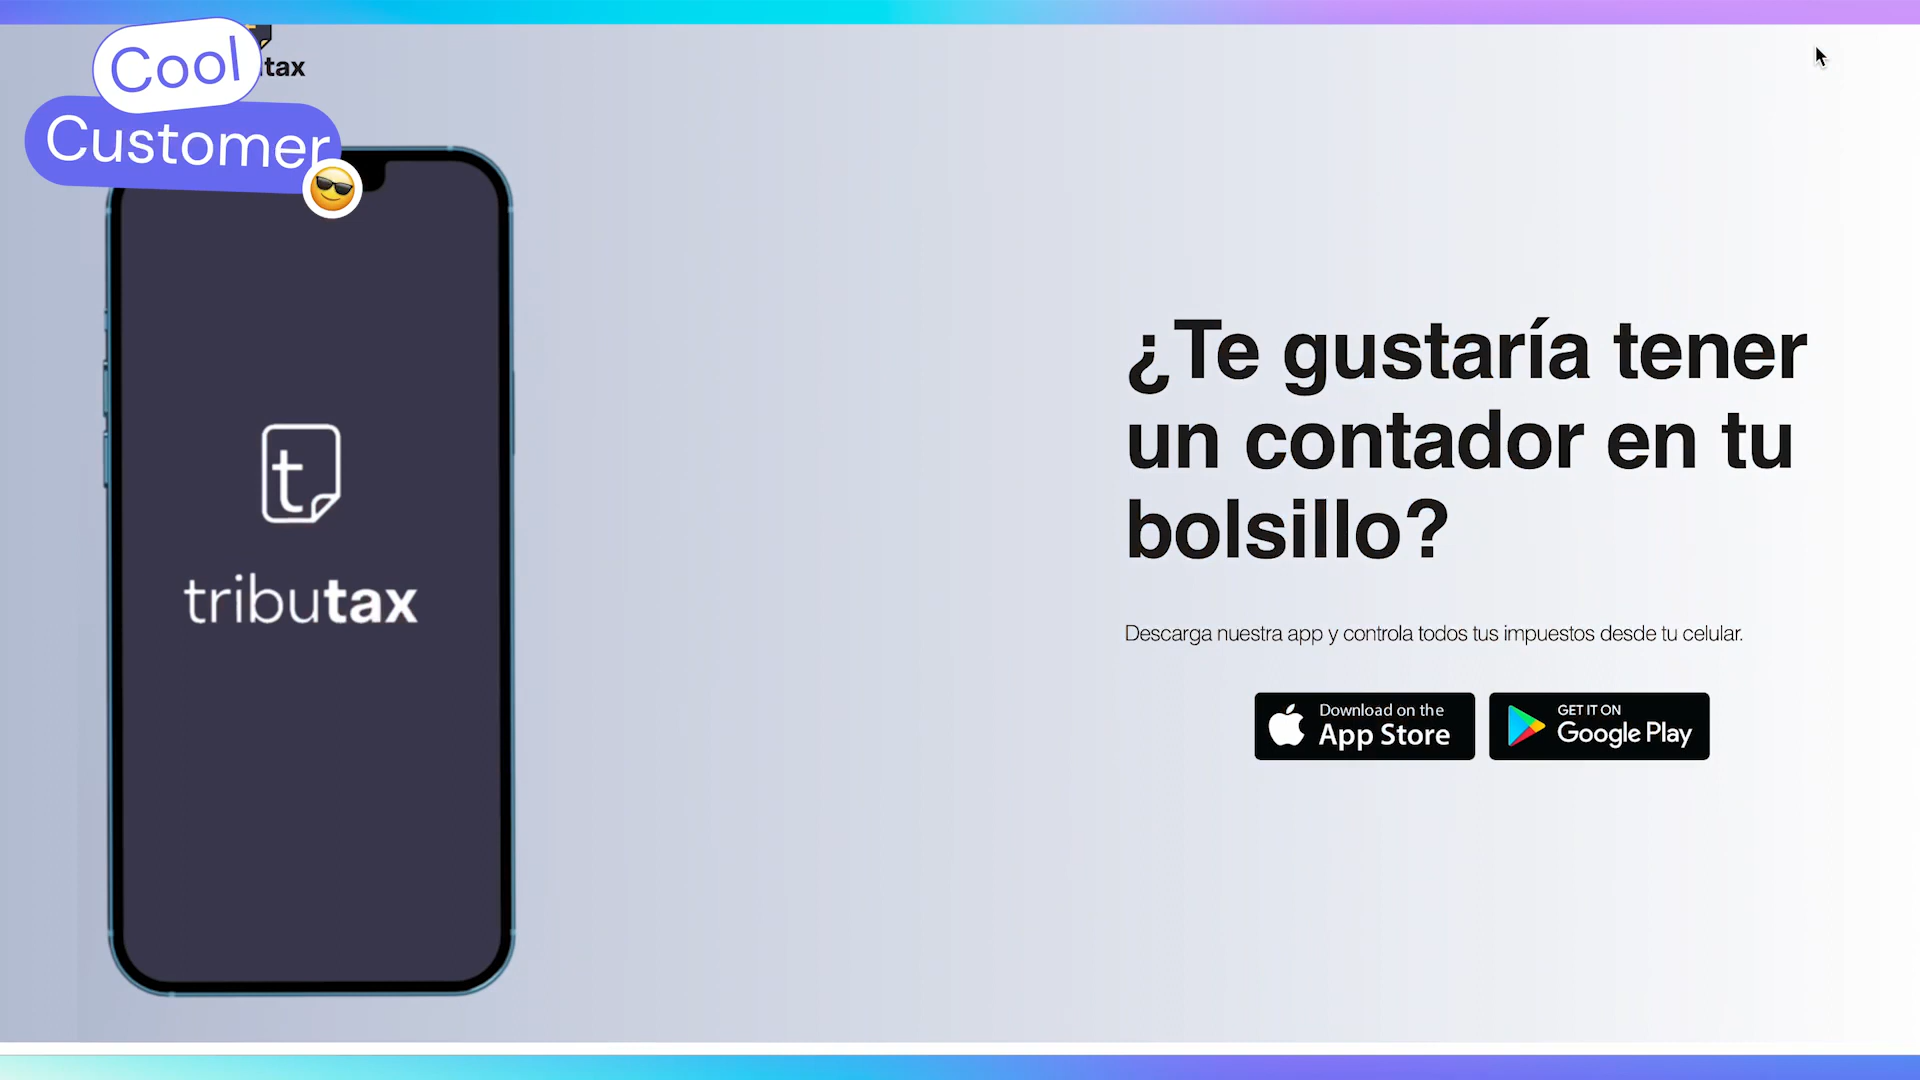 Cool
tax
Customer
tributax
¿Te gustaría tener
un contador en tu
bolsillo?
Descarga nuestra app y controla todos tus impuestos desde tu celular.
Download on the
App Store
GET IT ON
Google Play